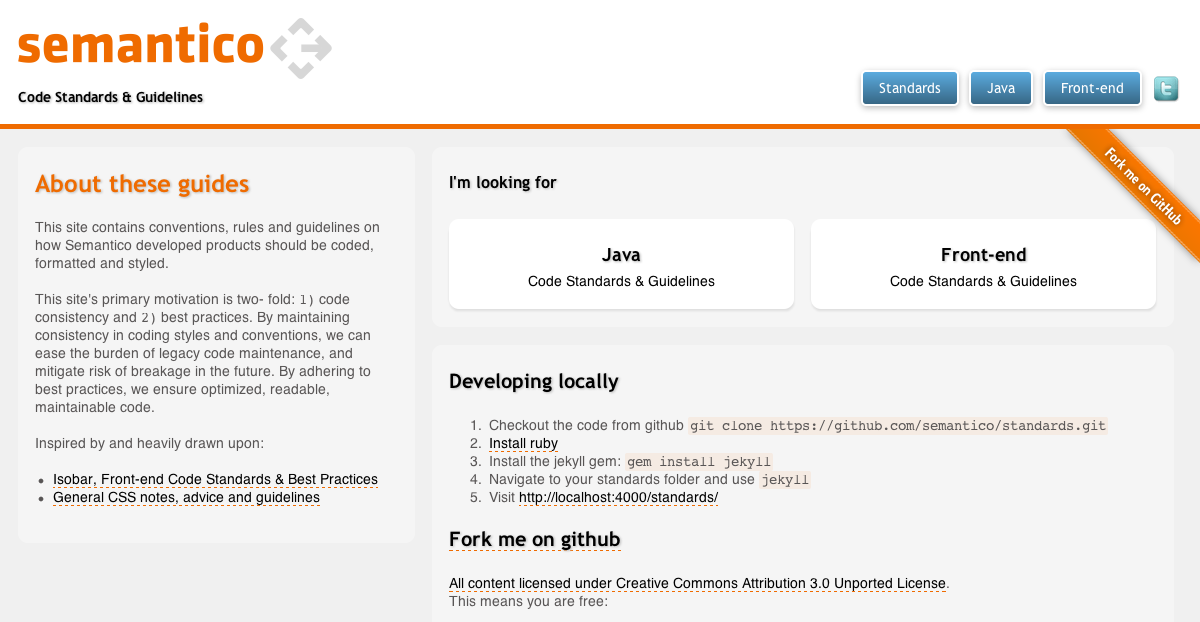 semantico
Code Standards & Guidelines
Standards
Java
Front-end
Fork me on GitHub
About these guides
This site contains conventions, rules and guidelines on
how Semantico developed products should be coded,
formatted and styled.
This site's primary motivation is two- fold: 1) code
consistency and 2) best practices. By maintaining
consistency in coding styles and conventions, we can
ease the burden of legacy code maintenance, and
mitigate risk of breakage in the future. By adhering to
best practices, we ensure optimized, readable,
maintainable code.
Inspired by and heavily drawn upon:
• Isobar, Front-end Code Standards & Best Practices
• General CSS notes, advice and guidelines
I'm looking for
Java
Code Standards & Guidelines
Front-end
Code Standards & Guidelines
Developing locally
1. Checkout the code from github git clone https://github.com/semantico/standards.git
2. Install ruby
3. Install the jekyll gem: gem install jekyll
4. Navigate to your standards folder and use jekyll
5. Visit http://localhost:4000/standards/
Fork me on github
All content licensed under Creative Commons Attribution 3.0 Unported License.
This means you are free: